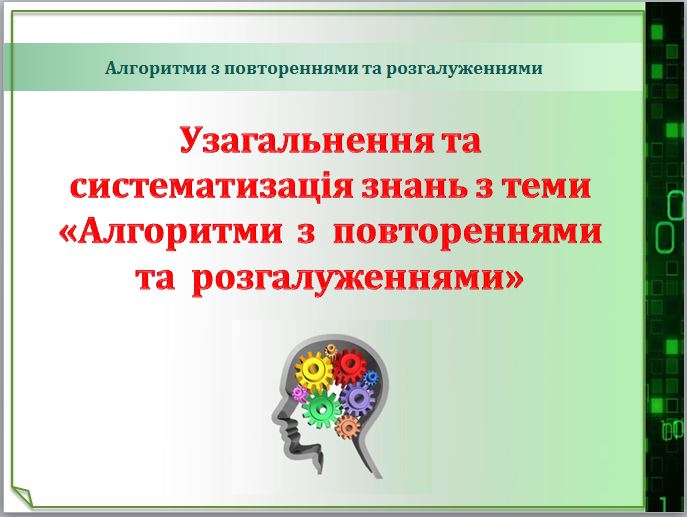 Алгоритми з повтореннями та розгалуженнями
Узагальнення та
систематизація знань з теми
«Алгоритми з повтореннями
та розгалуженнями»